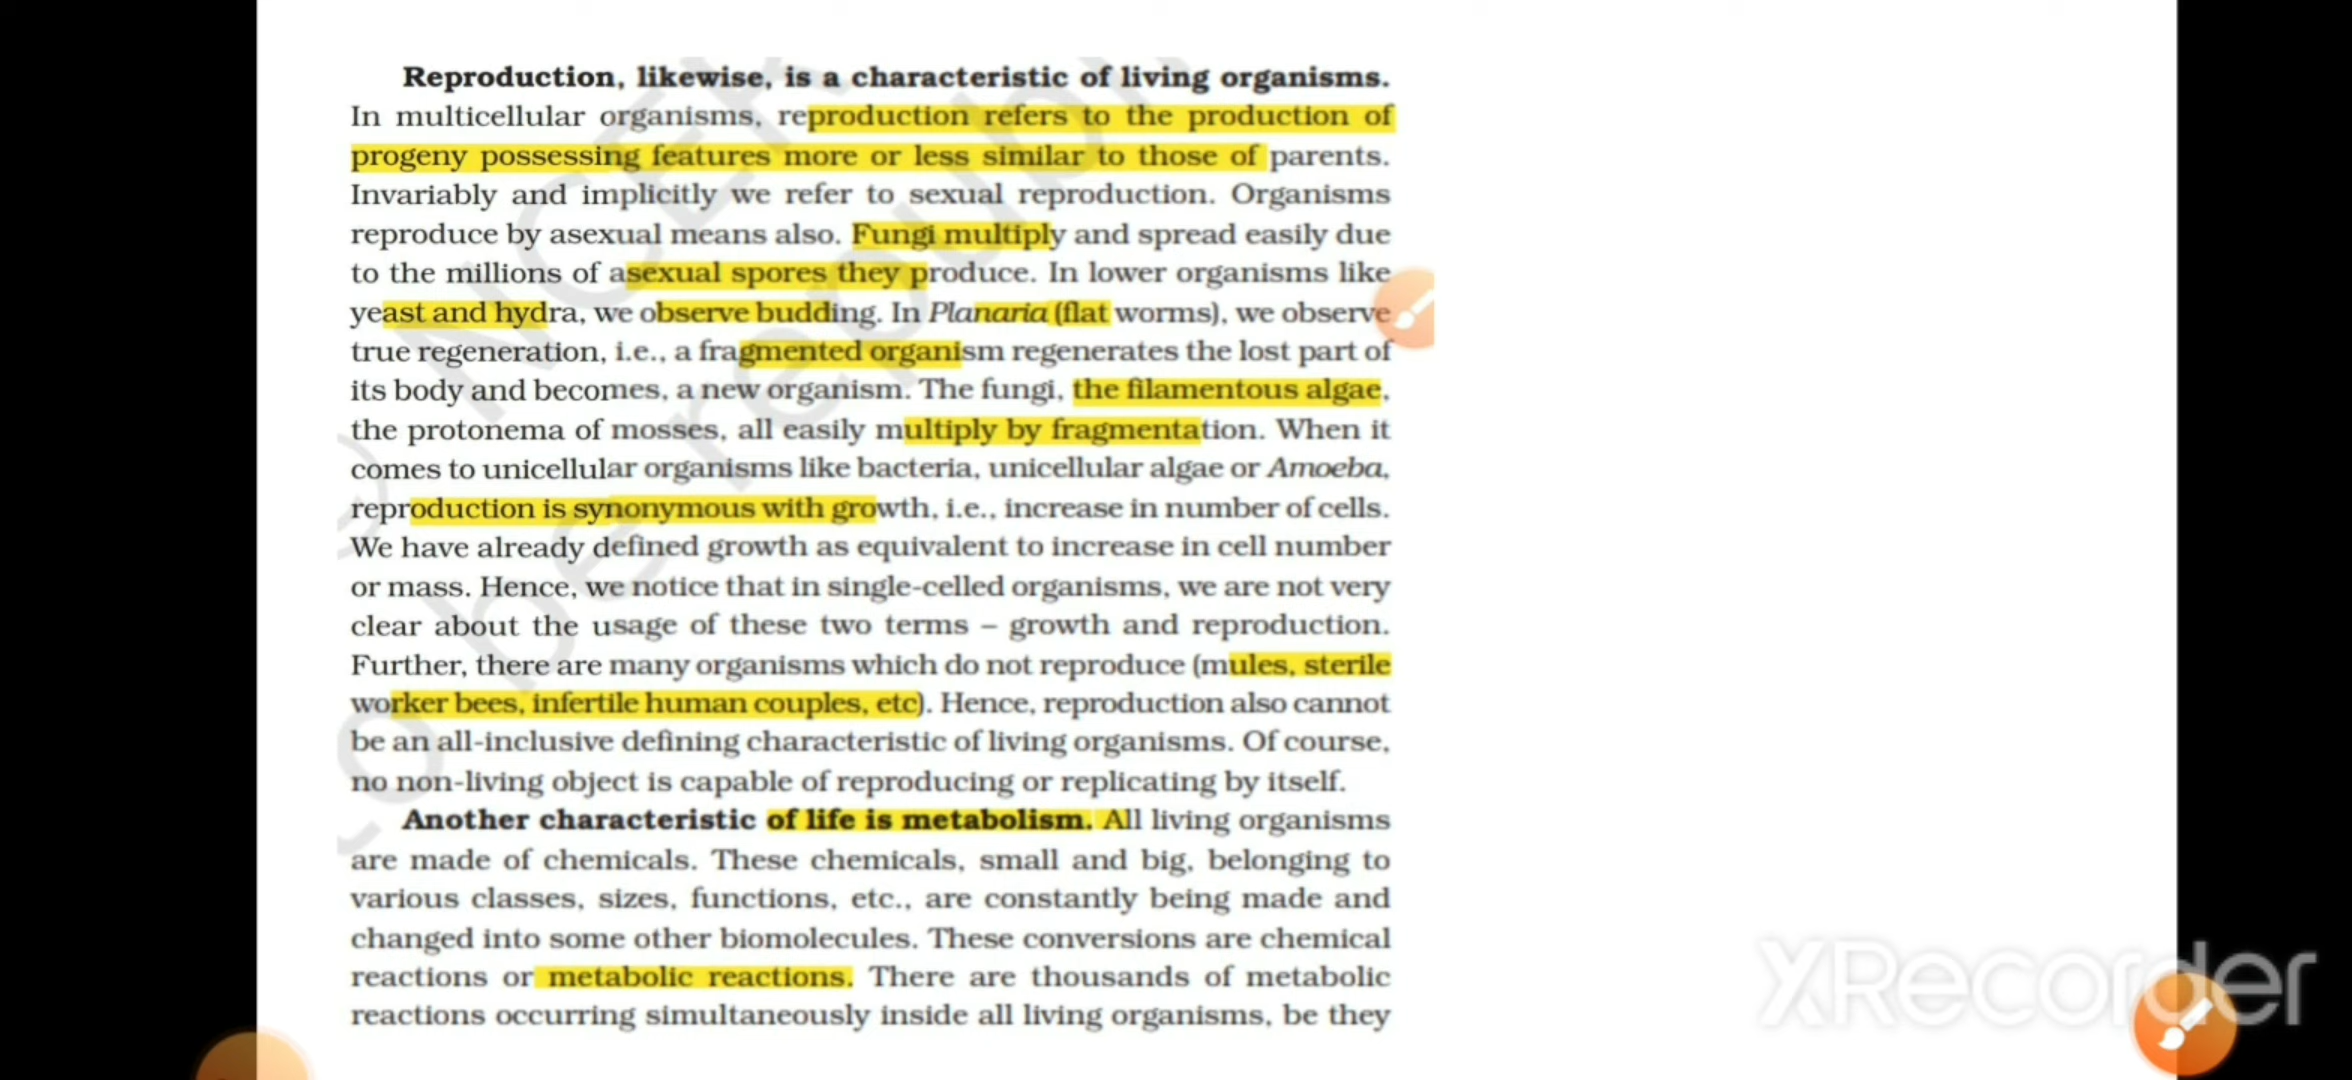 Reproduction, likewise, is a characteristic of living organisms.
In multicellular organisms, reproduction refers to the production of
progeny possessing features more or less similar to those of parents.
Invariably and implicitly we refer to sexual reproduction. Organisms
reproduce by asexual means also. Fungi multiply and spread easily due
to the millions of asexual spores they produce. In lower organisms like
yeast and hydra, we observe budding. In Planaria (flat worms), we observe
true regeneration, i.e., a fragmented organism regenerates the lost part of
its body and becomes, a new organism. The fungi, the filamentous algae,
the protonema of mosses, all easily multiply by fragmentation. When it
comes to unicellular organisms like bacteria, unicellular algae or Amoeba,
reproduction is synonymous with growth, i.e., increase in number of cells.
We have already defined growth as equivalent to increase in cell number
or mass. Hence, we notice that in single-celled organisms, we are not very
clear about the usage of these two terms – growth and reproduction.
Further, there are many organisms which do not reproduce (mules, sterile
worker bees, infertile human couples, etc). Hence, reproduction also cannot
be an all-inclusive defining characteristic of living organisms. Of course,
no non-living object is capable of reproducing or replicating by itself.
Another characteristic of life is metabolism. All living organisms
are made of chemicals. These chemicals, small and big, belonging to
various classes, sizes, functions, etc., are constantly being made and
changed into some other biomolecules. These conversions are chemical
reactions or metabolic reactions. There are thousands of metabolic
reactions occurring simultaneously inside all living organisms, be they
XRecorder